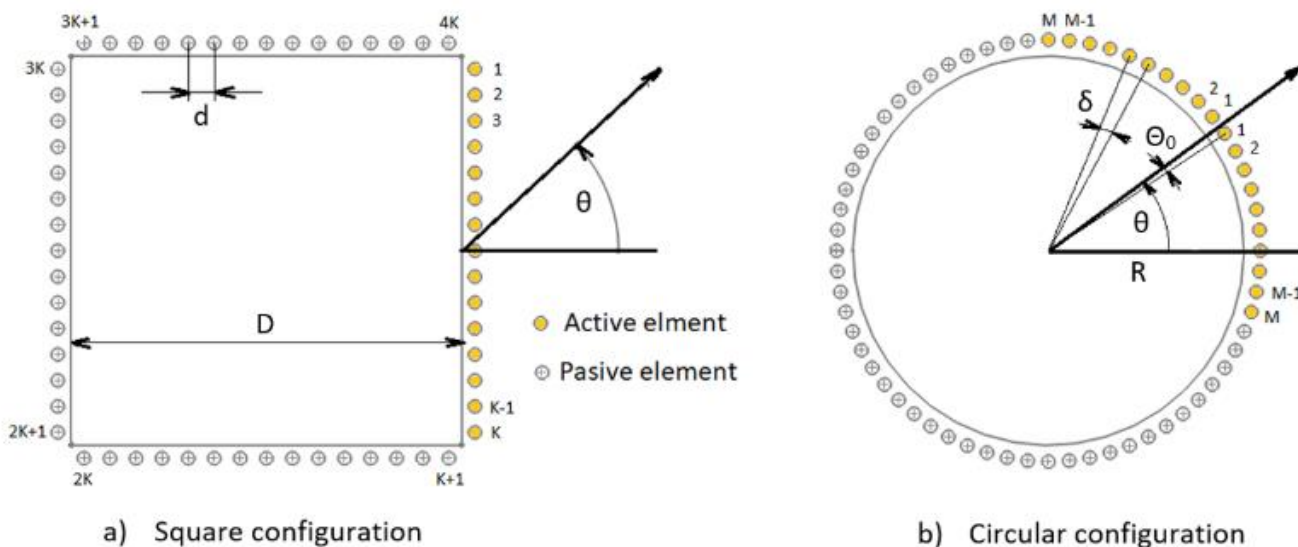 3K+1
4K
3K
1
2
3
d
θ
D
K-1
K
2K+1
2K
K+1
Active elment
Pasive element
a) Square configuration
M M-1
2
1
δ
Θ₀
1
2
θ
R
M-1
M
b) Circular configuration